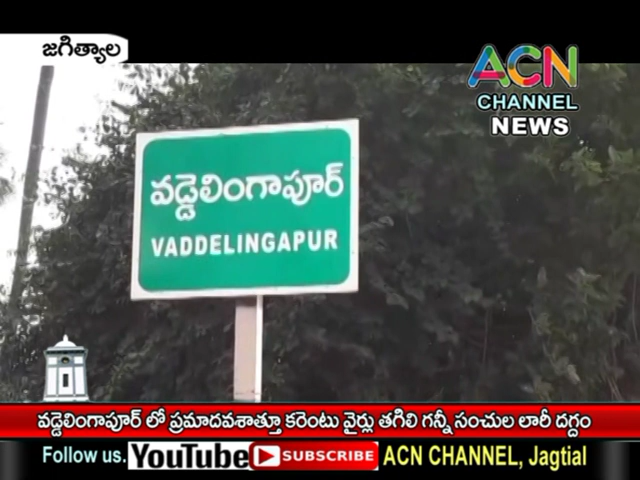 జగిత్యాల
ACN
CHANNEL
NEWS
వడ్డెలింగాపూర్
VADDELINGAPUR
వడ్డెలింగాపూర్ లో ప్రమాదవశాత్తూ కరెంటు వైర్లు తగిలి గన్నీ సంచుల లారీ దగ్ధం
Follow us. YouTube SUBSCRIBE ACN CHANNEL, Jagtial